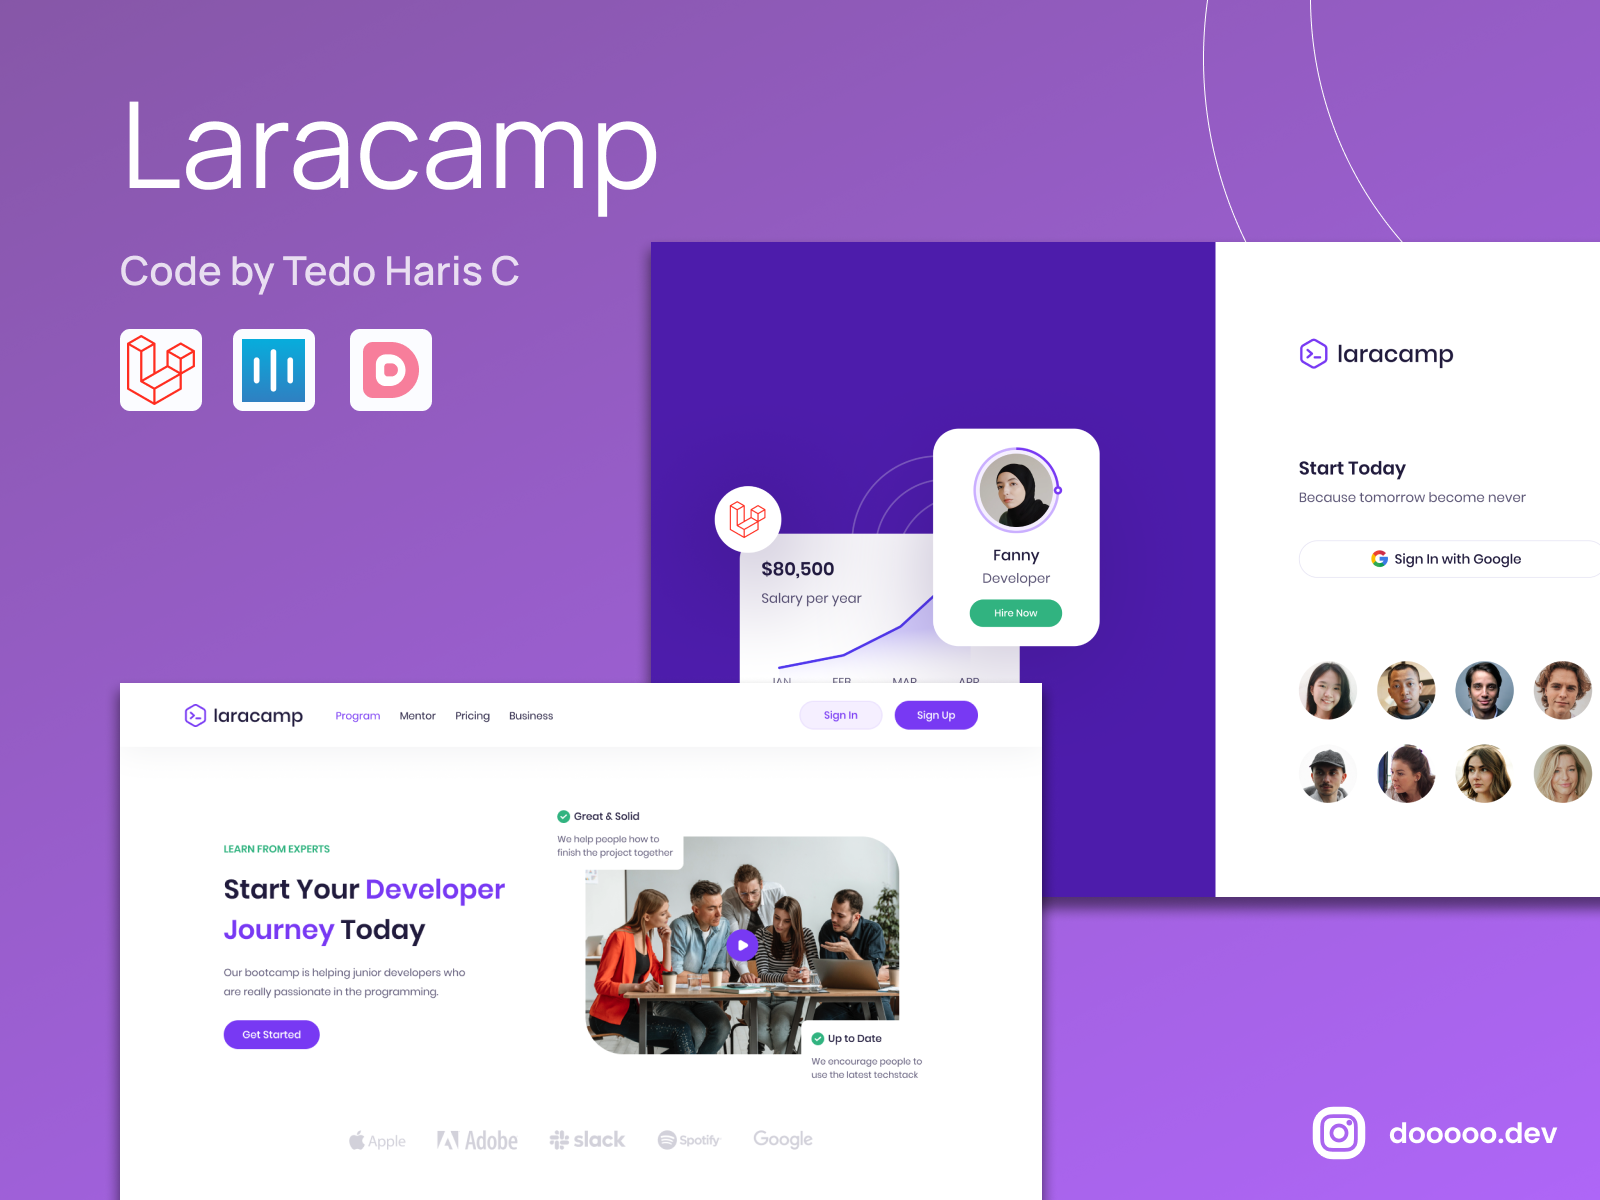 Laracamp
Code by Tedo Haris C
laracamp
Start Today
Because tomorrow become never
Sign In with Google
$80,500
Salary per year
JAN FEB MAR APR
Fanny
Developer
Hire Now
laracamp
Program Mentor Pricing Business
Sign In
Sign Up
LEARN FROM EXPERTS
Start Your Developer
Journey Today
Our bootcamp is helping junior developers who
are really passionate in the programming.
Get Started
Great & Solid
We help people how to
finish the project together
Up to Date
We encourage people to
use the latest techstack
Apple Adobe slack Spotify Google
dooooo.dev